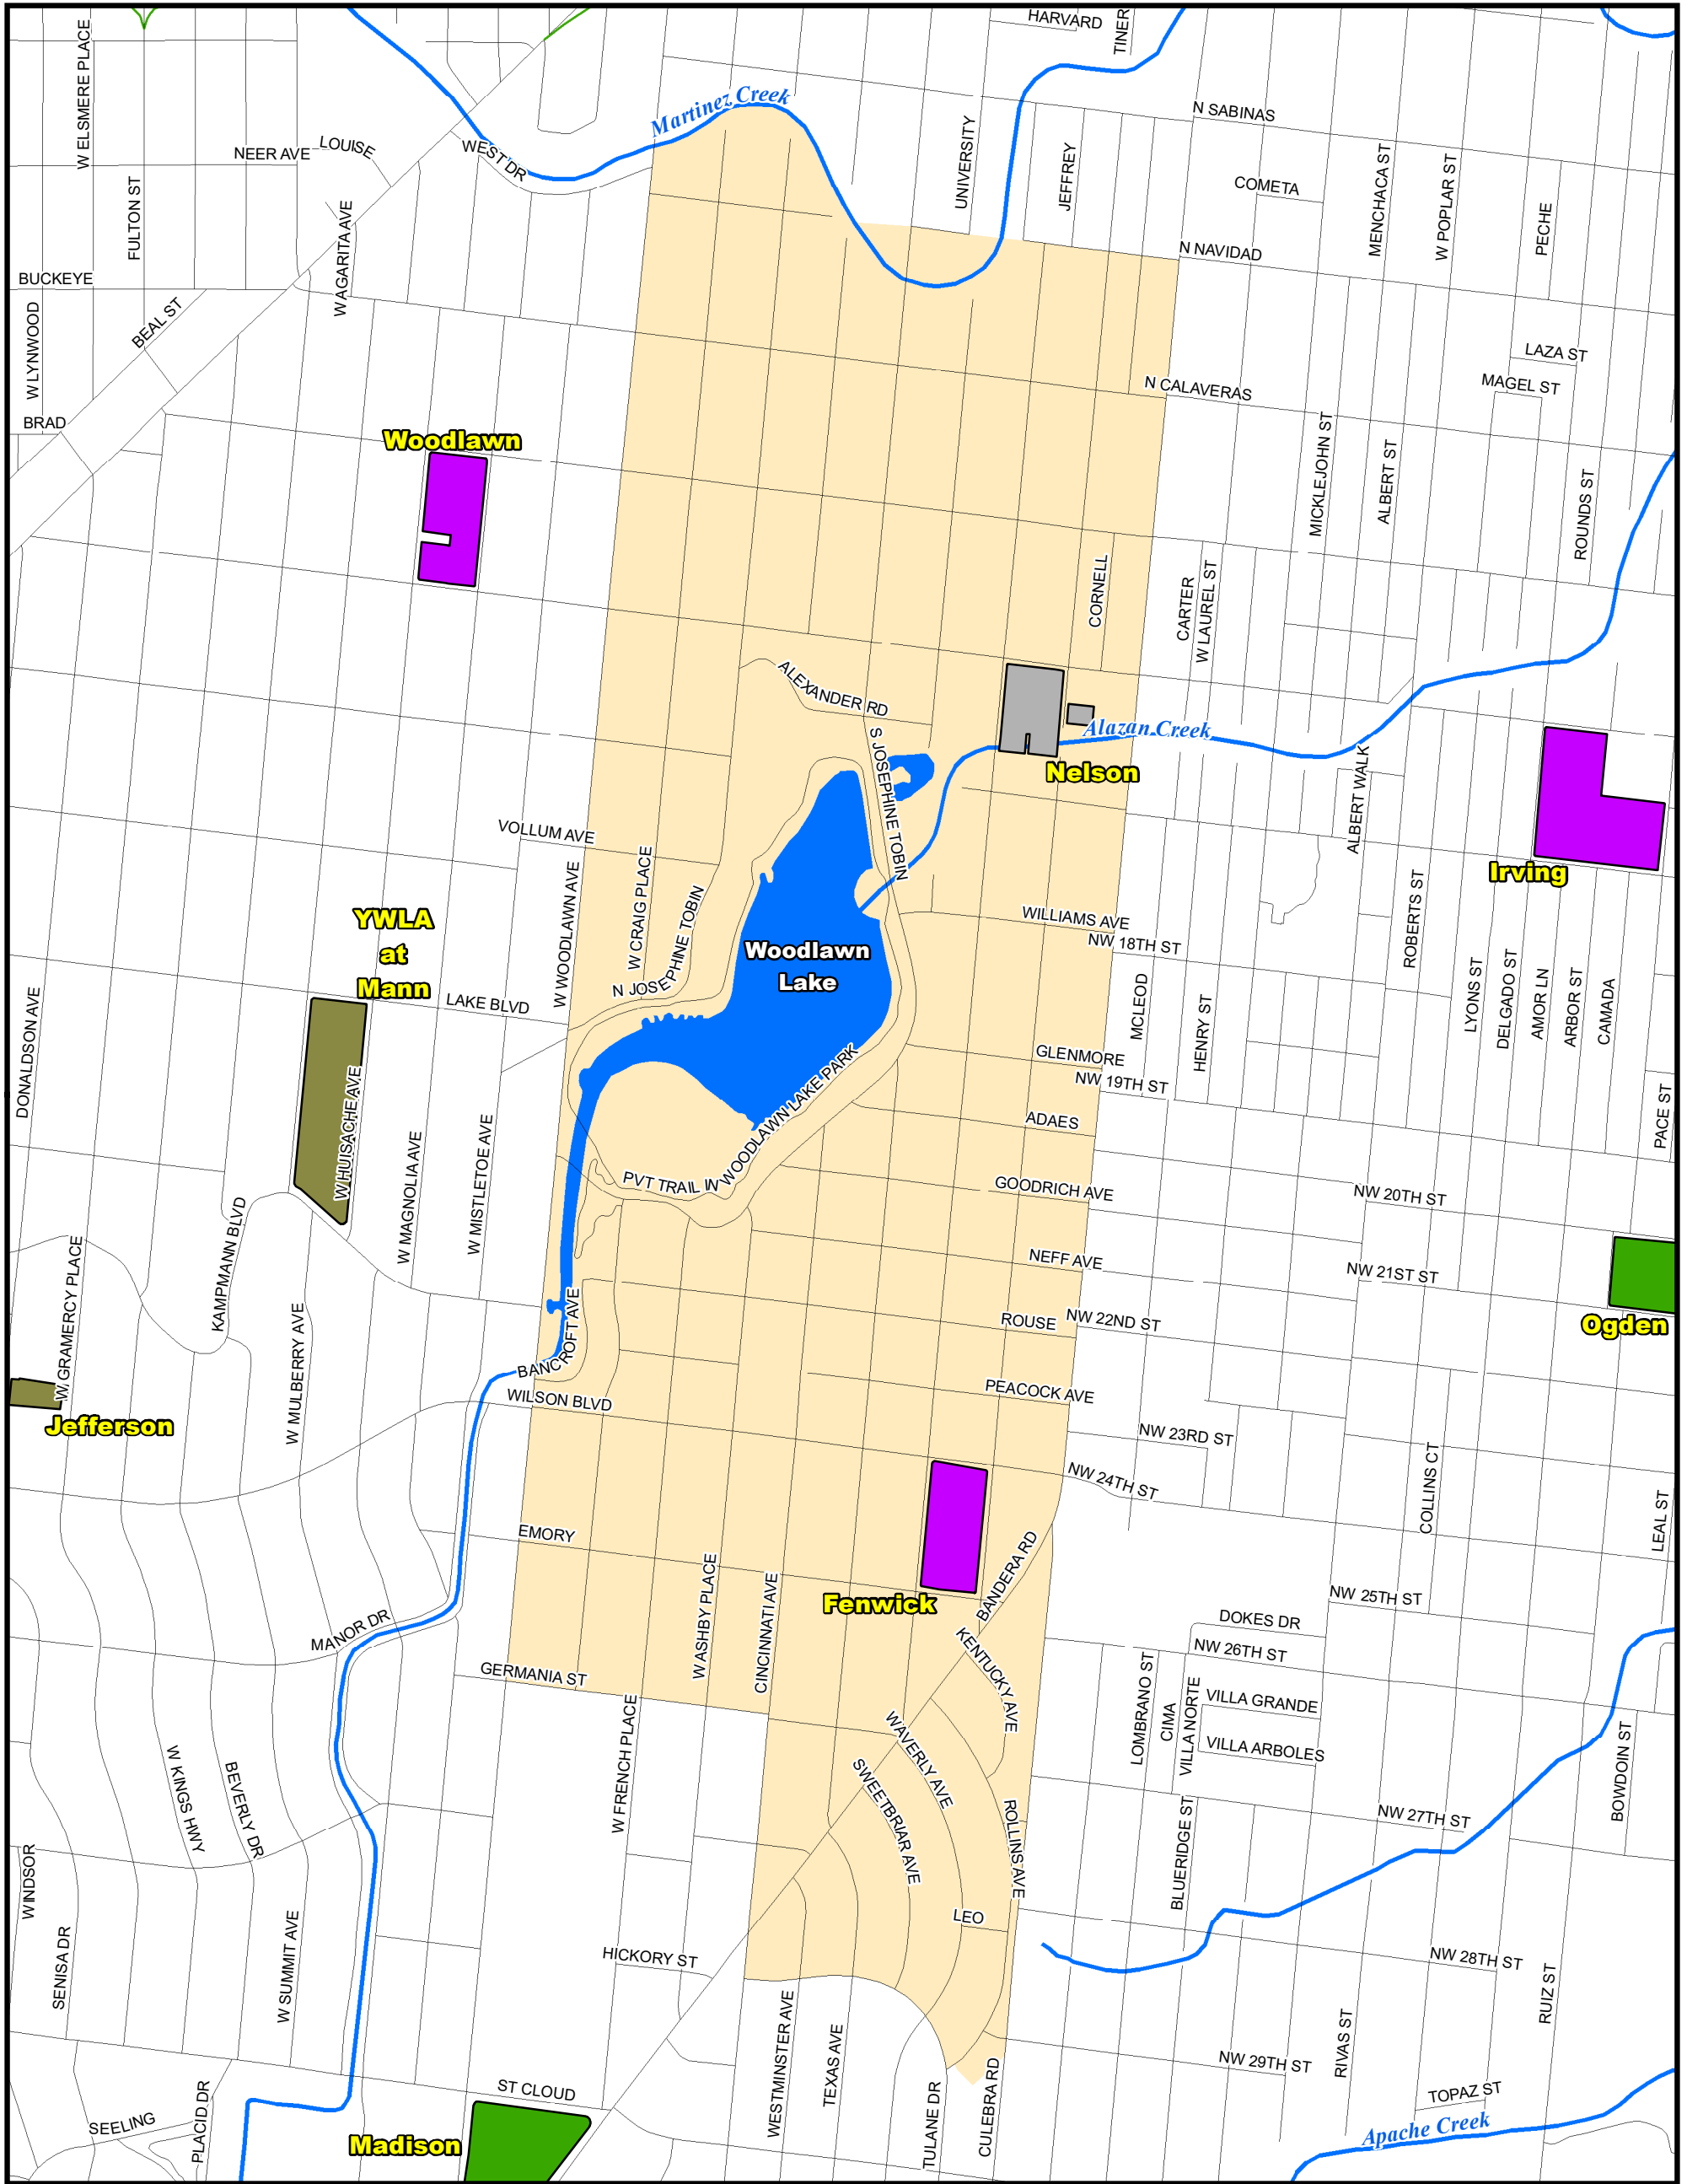 HARVARD
TINER
W ELSMERE PLACE
Martinez Creek
N SABINAS
NEER AVE
LOUISE
WEST DR
UNIVERSITY
JEFFREY
COMETA
MENCHACA ST
W POPLAR ST
PECHE
FULTON ST
W AGARITA AVE
N NAVIDAD
BUCKEYE
BEAL ST
W LYNWOOD
LAZA ST
MAGEL ST
N CALAVERAS
BRAD
Woodlawn
MICKLEJOHN ST
ALBERT ST
ROUNDS ST
CORNELL
CARTER
W LAUREL ST
ALEXANDER RD
S JOSEPHINE TOBIN
Alazan Creek
Nelson
ALBERT WALK
VOLLUM AVE
W CRAIG PLACE
W WOODLAWN AVE
N JOSEPHINE TOBIN
Irving
YWLA
at
Mann
Woodlawn
Lake
WILLIAMS AVE
NW 18TH ST
ROBERTS ST
LAKE BLVD
DONALDSON AVE
MCLEOD
HENRY ST
LYONS ST
DELGADO ST
AMOR LN
ARBOR ST
CAMADA
GLENMORE
NW 19TH ST
W HUISACHE AVE
W MAGNOLIA AVE
W MISTLETOE AVE
WOODLAWN LAKE PARK
PVT TRAIL IN
ADAES
PACE ST
GOODRICH AVE
NW 20TH ST
KAMPMANN BLVD
W GRAMERCY PLACE
W MULBERRY AVE
NEFF AVE
NW 21ST ST
Ogden
ROUSE
NW 22ND ST
BANCROFT AVE
WILSON BLVD
PEACOCK AVE
Jefferson
NW 23RD ST
NW 24TH ST
COLLINS CT
LEAL ST
EMORY
W ASHBY PLACE
CINCINNATI AVE
Fenwick
BANDERA RD
NW 25TH ST
MANOR DR
DOKES DR
KENTUCKY AVE
NW 26TH ST
GERMANIA ST
LOMBRANO ST
CIMA
VILLA NORTE
VILLA GRANDE
VILLA ARBOLES
W FRENCH PLACE
WAVERLY AVE
SWEETBRIAR AVE
ROLLINS AVE
BOWDOIN ST
W KINGS HWY
BEVERLY DR
NW 27TH ST
BLUERIDGE ST
WINDSOR
SENISA DR
W SUMMIT AVE
LEO
HICKORY ST
NW 28TH ST
RUIZ ST
WESTMINSTER AVE
TEXAS AVE
RIVAS ST
NW 29TH ST
TULANE DR
CULEBRA RD
ST CLOUD
TOPAZ ST
SEELING
PLACID DR
Madison
Apache Creek